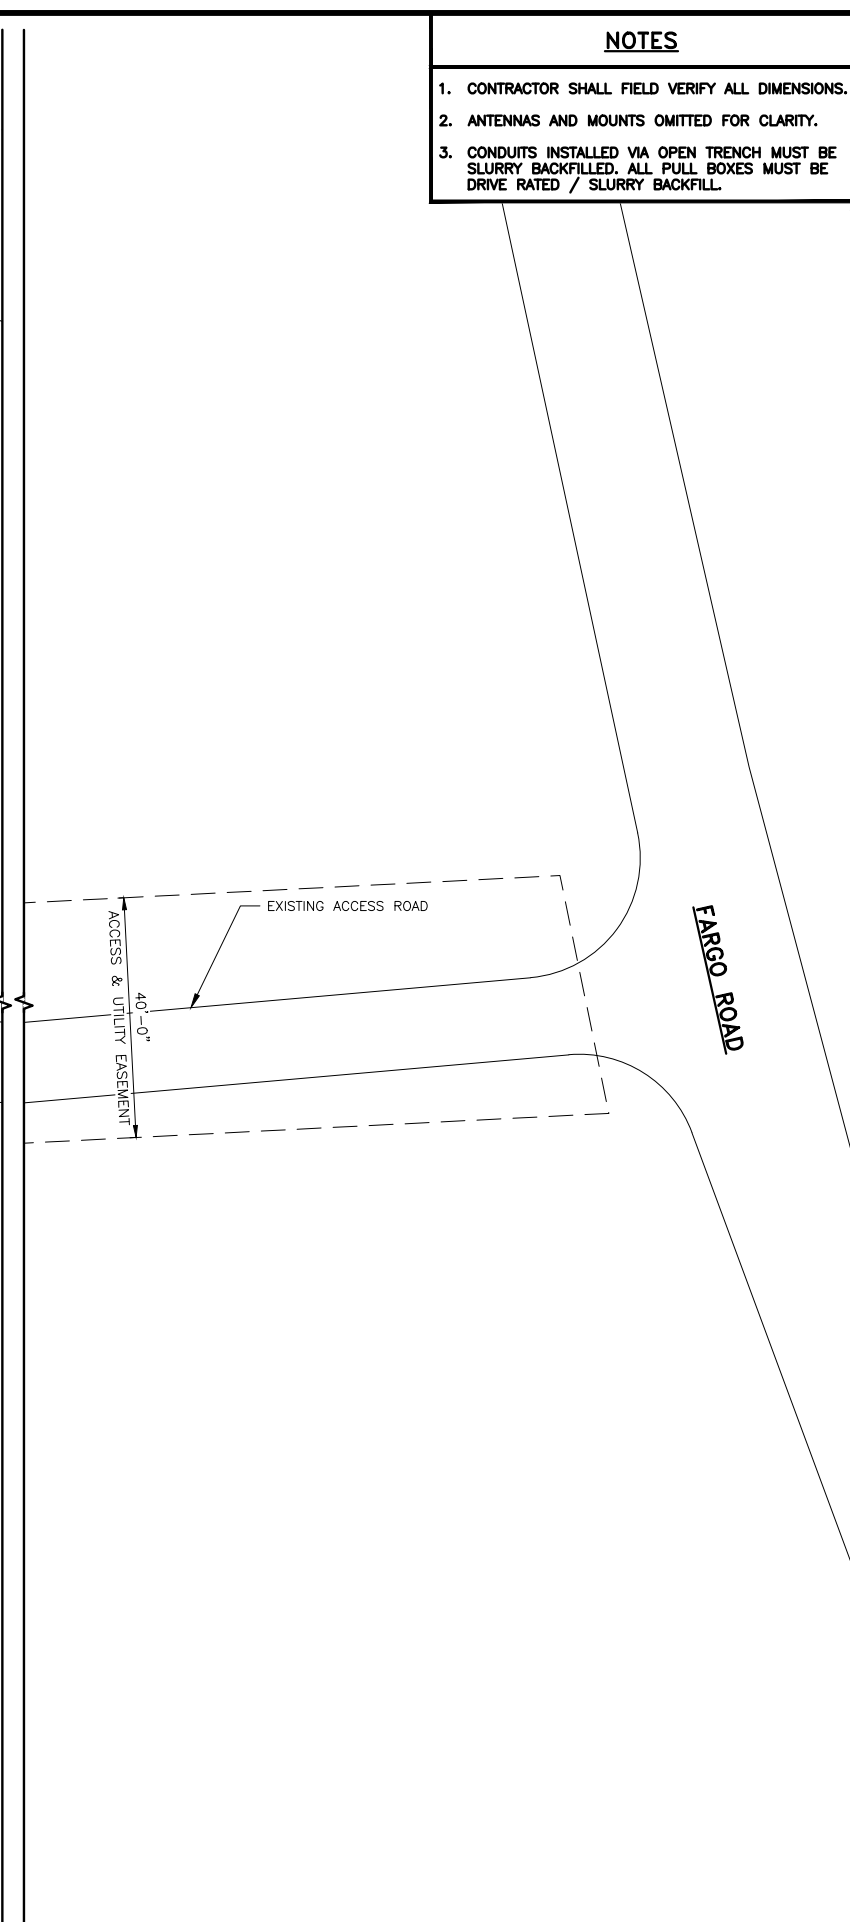 NOTES
1. CONTRACTOR SHALL FIELD VERIFY ALL DIMENSIONS.
2. ANTENNAS AND MOUNTS OMITTED FOR CLARITY.
3. CONDUITS INSTALLED VIA OPEN TRENCH MUST BE
SLURRY BACKFILLED. ALL PULL BOXES MUST BE
DRIVE RATED / SLURRY BACKFILL.
EXISTING ACCESS ROAD
40'-0"
ACCESS & UTILITY EASEMENT
FARGO ROAD